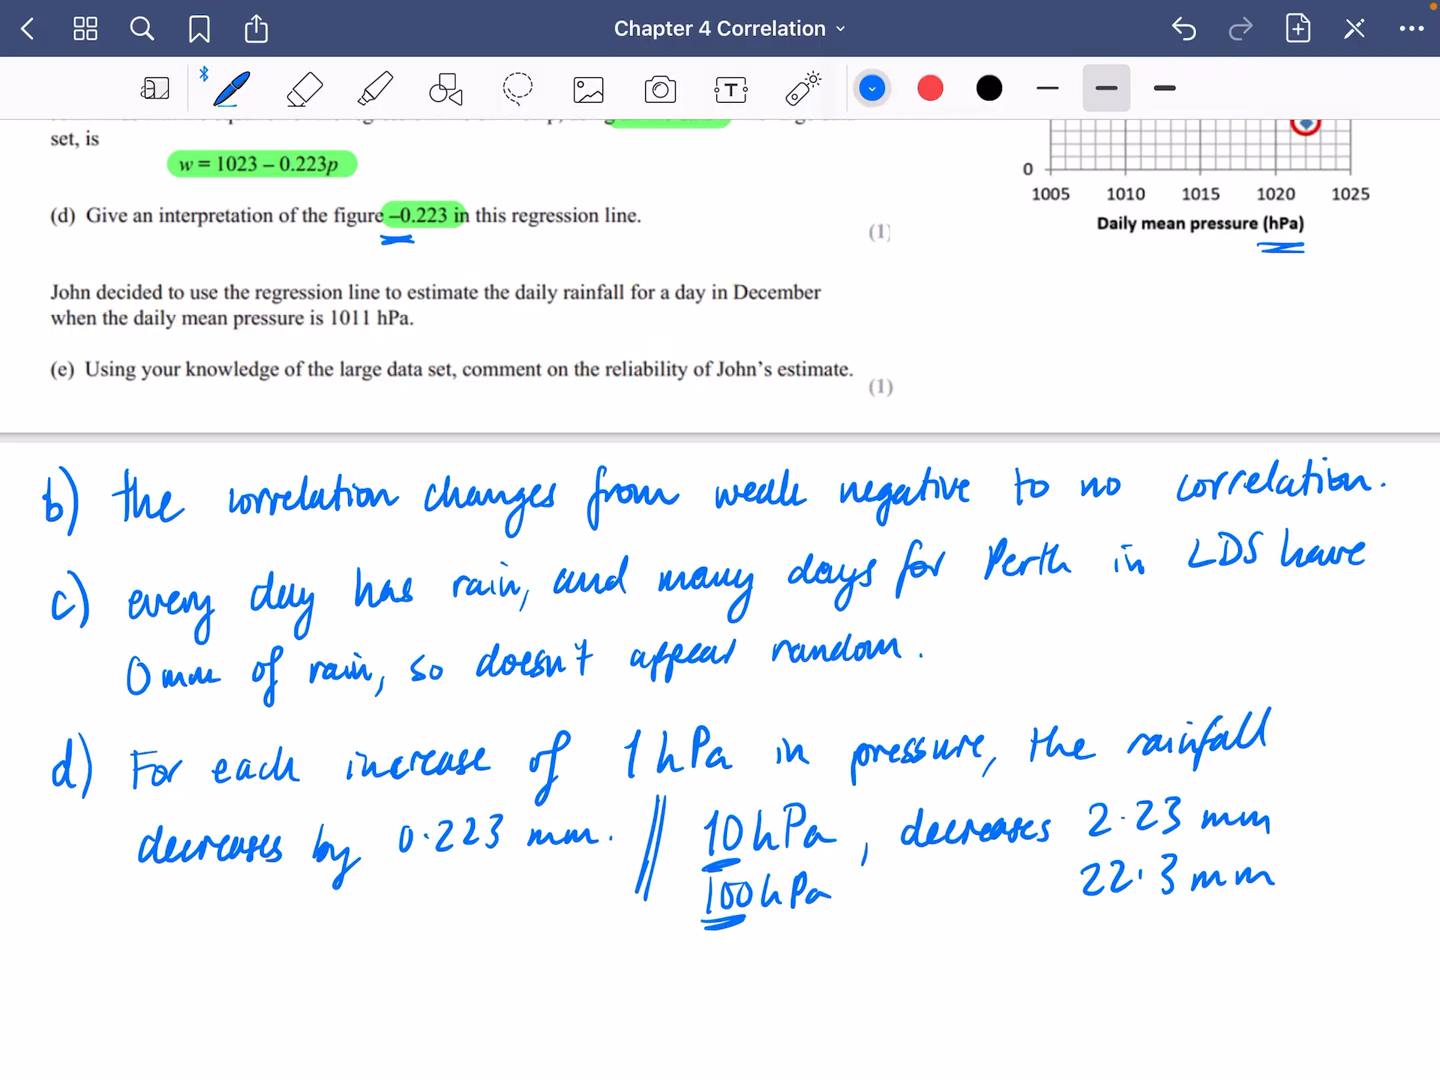 Chapter 4 Correlation
set, is
w = 1023 – 0.223p
(d) Give an interpretation of the figure –0.223 in this regression line.
(1)
John decided to use the regression line to estimate the daily rainfall for a day in December
when the daily mean pressure is 1011 hPa.
(e) Using your knowledge of the large data set, comment on the reliability of John’s estimate.
(1)
0
1005 1010 1015 1020 1025
Daily mean pressure (hPa)
b) the correlation changes from weak negative to no correlation.
c) every day has rain, and many days for Perth in LDS have
0 mm of rain, so doesn't appear random.
d) For each increase of 1 hPa in pressure, the rainfall
decreases by 0.223 mm. // 10 hPa, decreases 2.23 mm
100 hPa 22.3 mm